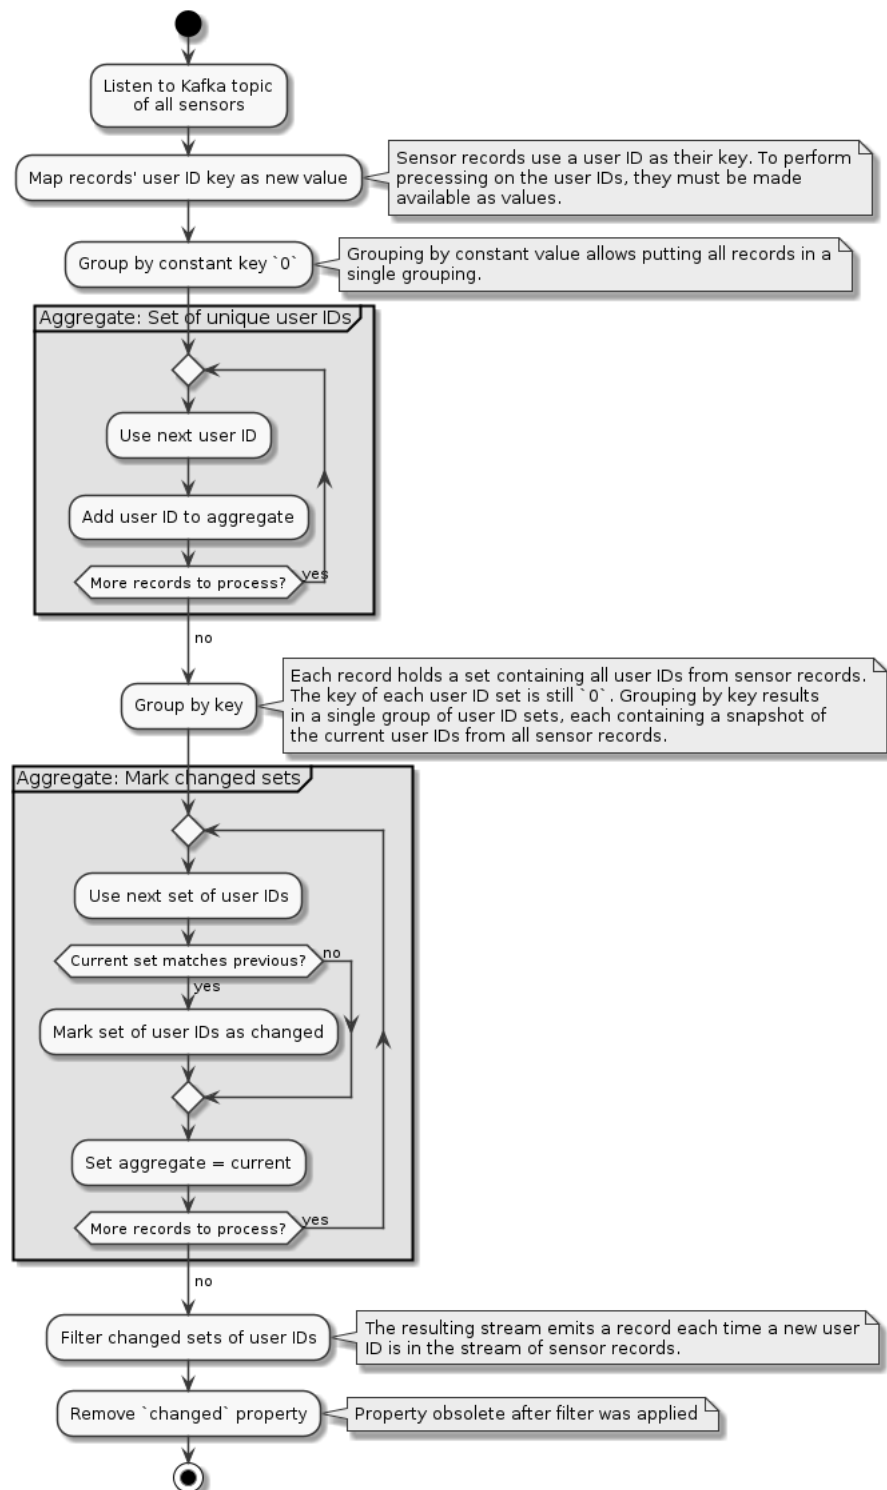 Listen to Kafka topic
of all sensors
Map records' user ID key as new value
Sensor records use a user ID as their key. To perform
precessing on the user IDs, they must be made
available as values.
Group by constant key `0`
Grouping by constant value allows putting all records in a
single grouping.
Aggregate: Set of unique user IDs
Use next user ID
Add user ID to aggregate
More records to process?
yes
no
Group by key
Each record holds a set containing all user IDs from sensor records.
The key of each user ID set is still `0`. Grouping by key results
in a single group of user ID sets, each containing a snapshot of
the current user IDs from all sensor records.
Aggregate: Mark changed sets
Use next set of user IDs
Current set matches previous?
no
yes
Mark set of user IDs as changed
Set aggregate = current
More records to process?
yes
no
Filter changed sets of user IDs
The resulting stream emits a record each time a new user
ID is in the stream of sensor records.
Remove `changed` property
Property obsolete after filter was applied